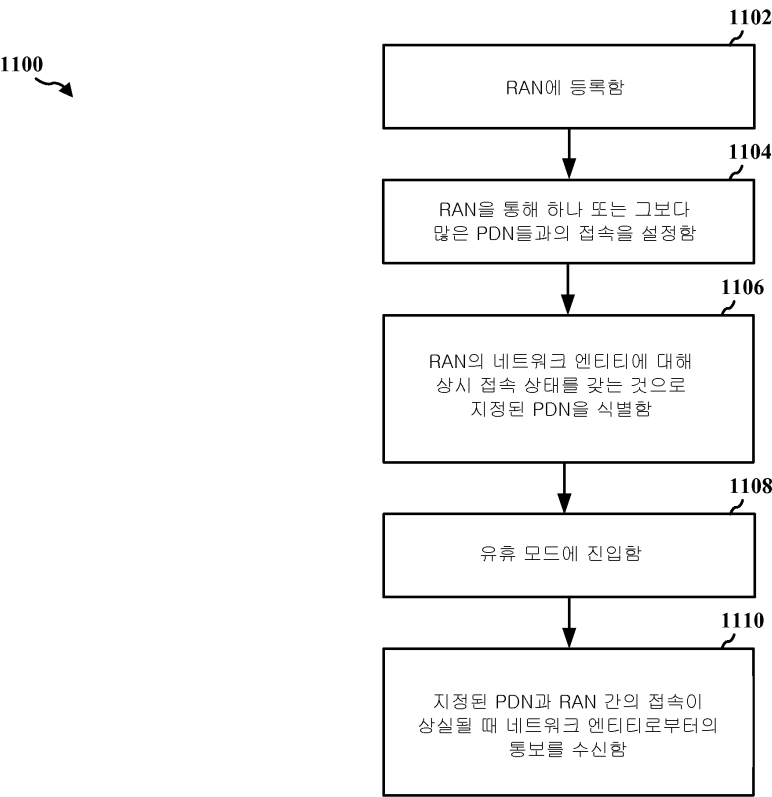 1100
1102
RAN에 등록함
1104
RAN을 통해 하나 또는 그보다
많은 PDN들과의 접속을 설정함
1106
RAN의 네트워크 엔티티에 대해
상시 접속 상태를 갖는 것으로
지정된 PDN을 식별함
1108
유휴 모드에 진입함
1110
지정된 PDN과 RAN 간의 접속이
상실될 때 네트워크 엔티티로부터의
통보를 수신함